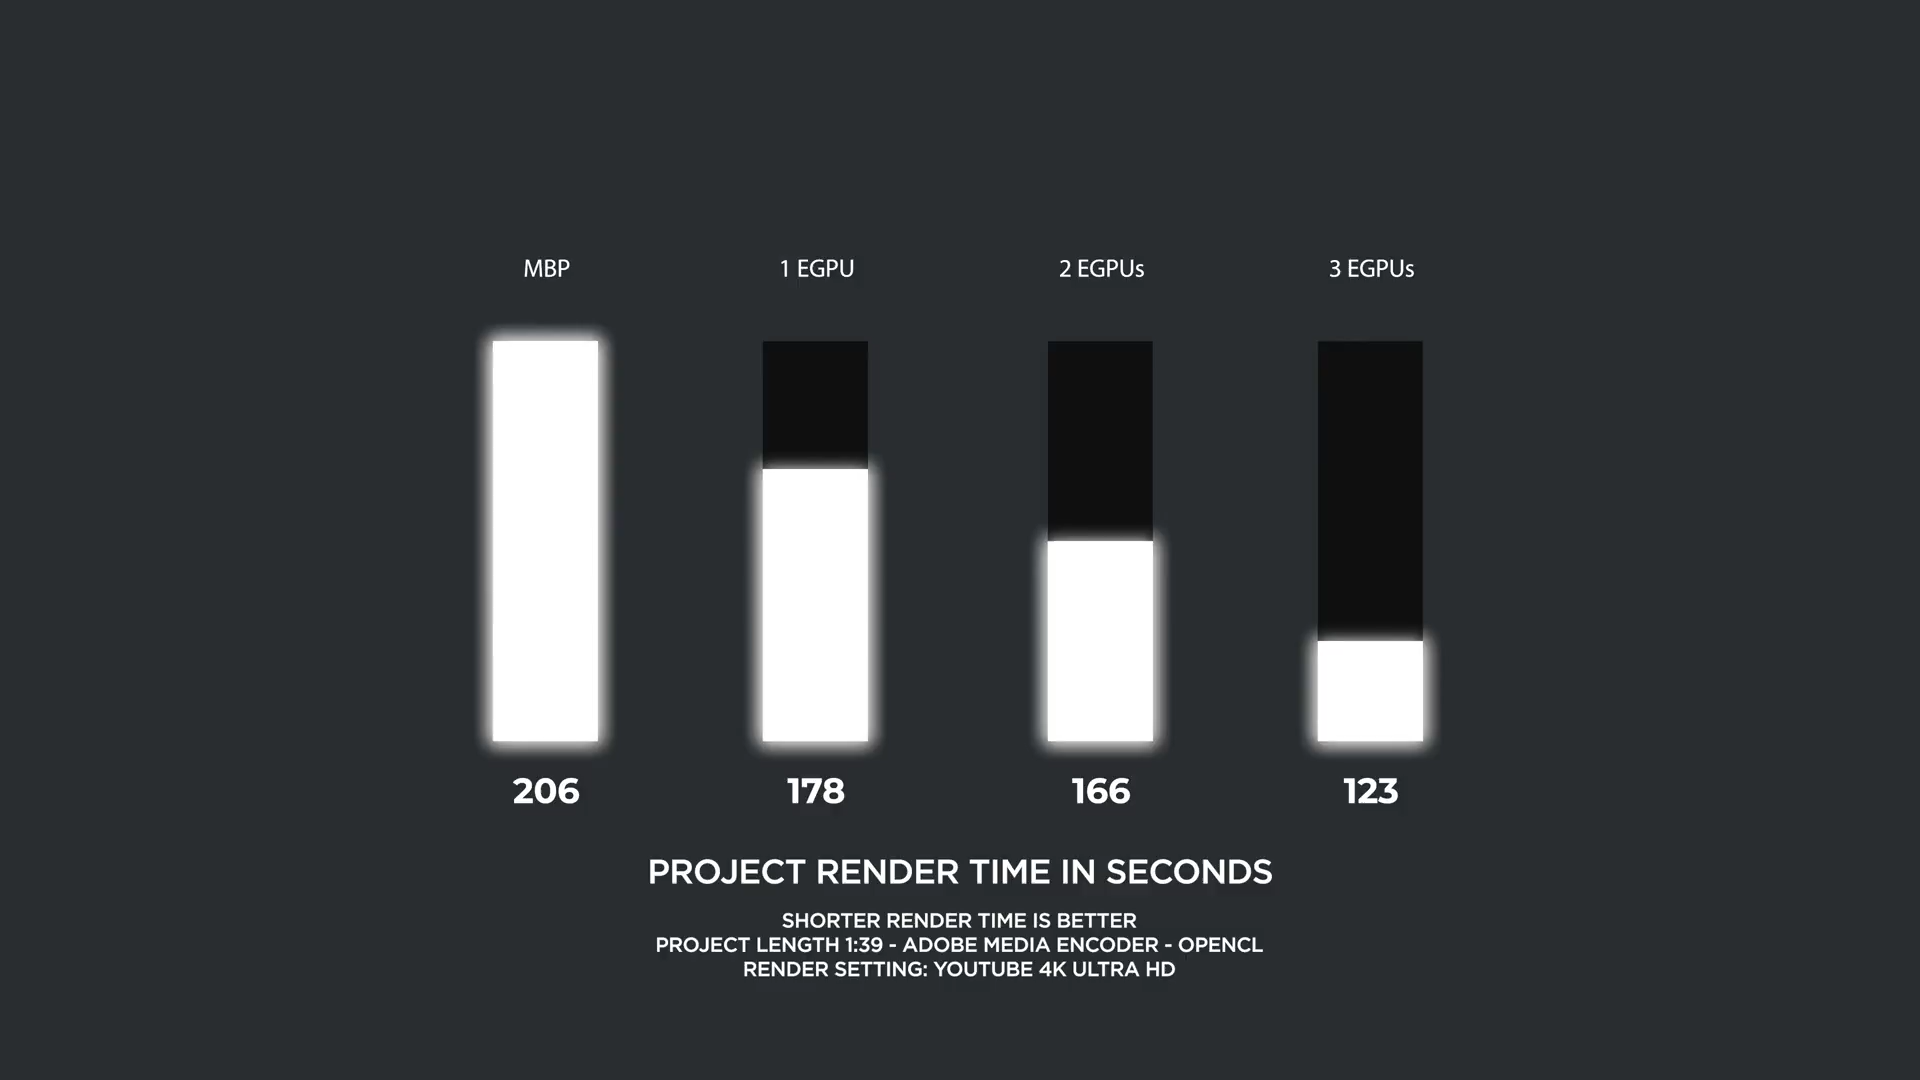 MBP
1 EGPU
2 EGPUs
3 EGPUs
206
178
166
123
PROJECT RENDER TIME IN SECONDS
SHORTER RENDER TIME IS BETTER
PROJECT LENGTH 1:39 - ADOBE MEDIA ENCODER - OPENCL
RENDER SETTING: YOUTUBE 4K ULTRA HD